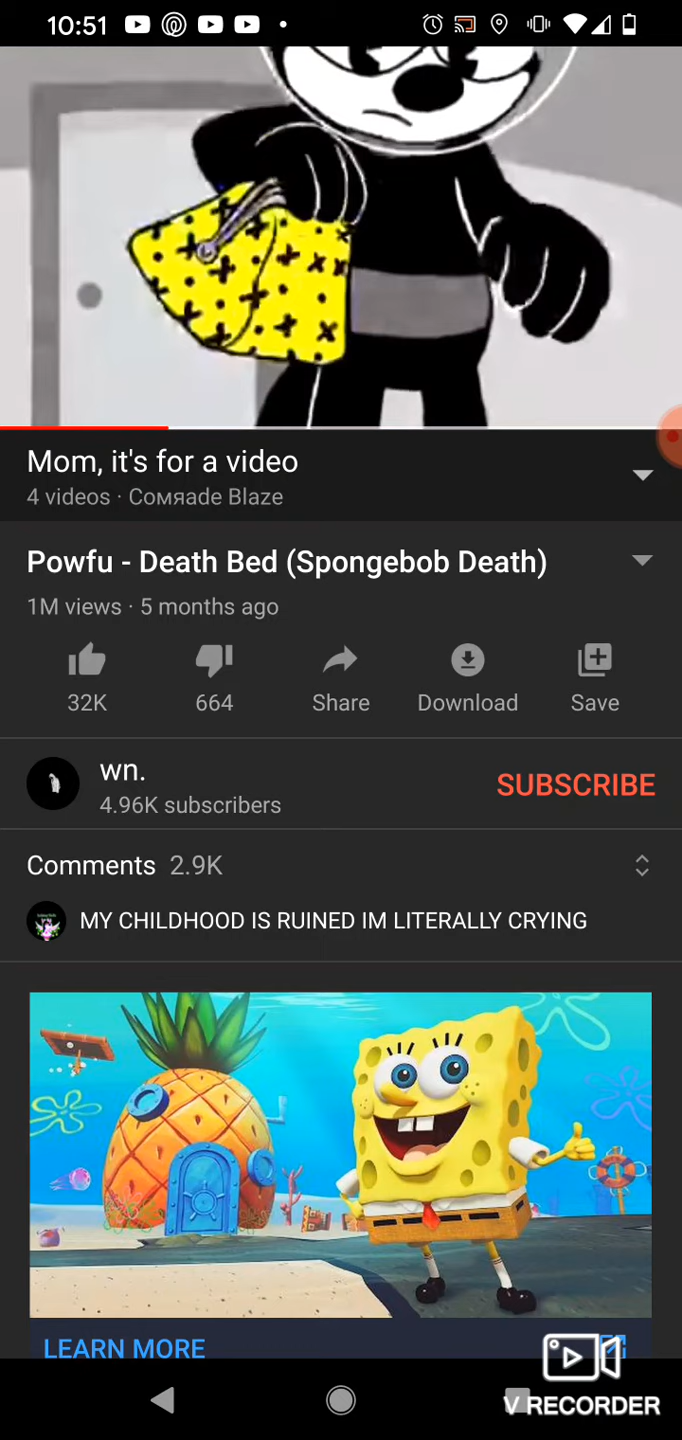 10:51
Mom, it's for a video
4 videos · Comяade Blaze
Powfu - Death Bed (Spongebob Death)
1M views · 5 months ago
32K
664
Share
Download
Save
wn.
4.96K subscribers
SUBSCRIBE
Comments 2.9K
MY CHILDHOOD IS RUINED IM LITERALLY CRYING
LEARN MORE
V RECORDER